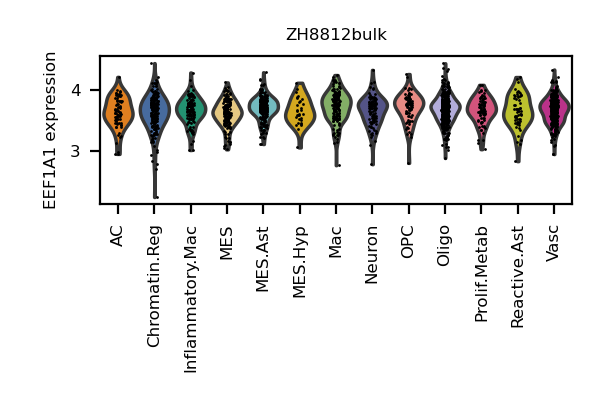 ZH8812bulk
EEF1A1 expression
4
3
AC
Chromatin.Reg
Inflammatory.Mac
MES
MES.Ast
MES.Hyp
Mac
Neuron
OPC
Oligo
Prolif.Metab
Reactive.Ast
Vasc